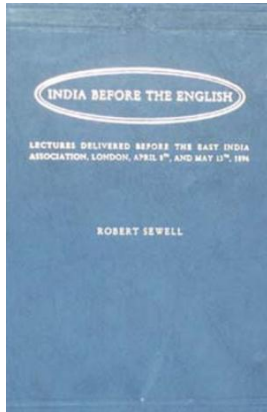 INDIA BEFORE THE ENGLISH
LECTURES DELIVERED BEFORE THE EAST INDIA
ASSOCIATION, LONDON, APRIL 8TH, AND MAY 13TH, 1896
ROBERT SEWELL